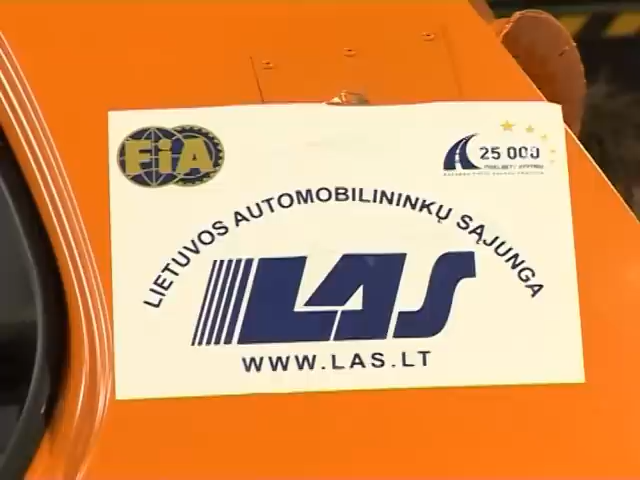 FiA
25 000
LIETUVOS AUTOMOBILININKŲ SĄJUNGA
LAS
WWW.LAS.LT